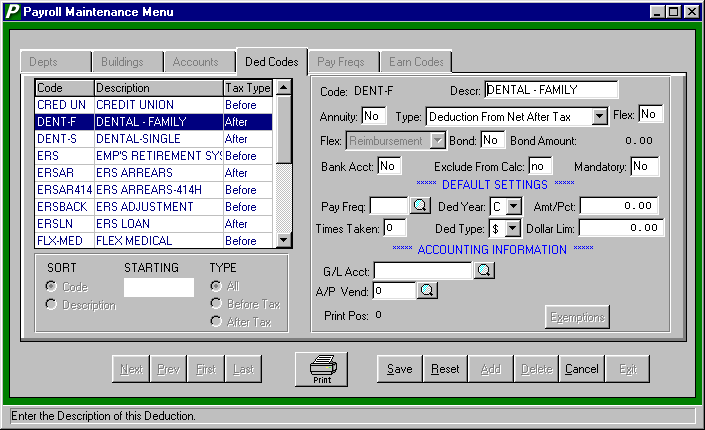 P Payroll Maintenance Menu
Depts Buildings Accounts Ded Codes Pay Freqs Earn Codes
Code Description Tax Type
CRED UN CREDIT UNION Before
DENT-F DENTAL - FAMILY After
DENT-S DENTAL-SINGLE After
ERS EMP'S RETIREMENT SYS Before
ERSAR ERS ARREARS After
ERSAR414 ERS ARREARS-414H Before
ERSBACK ERS ADJUSTMENT Before
ERSLN ERS LOAN After
FLX-MED FLEX MEDICAL Before
SORT STARTING TYPE
Code All
Description Before Tax
After Tax
Code: DENT-F Descr: DENTAL - FAMILY
Annuity: No Type: Deduction From Net After Tax Flex: No
Flex: Reimbursement Bond: No Bond Amount: 0.00
Bank Acct: No Exclude From Calc: no Mandatory: No
***** DEFAULT SETTINGS *****
Pay Freq: Ded Year: C Amt/Pct: 0.00
Times Taken: 0 Ded Type: $ Dollar Lim: 0.00
***** ACCOUNTING INFORMATION *****
G/L Acct:
A/P Vend: 0
Print Pos: 0 Exemptions
Next Prev First Last Print Save Reset Add Delete Cancel Exit
Enter the Description of this Deduction.